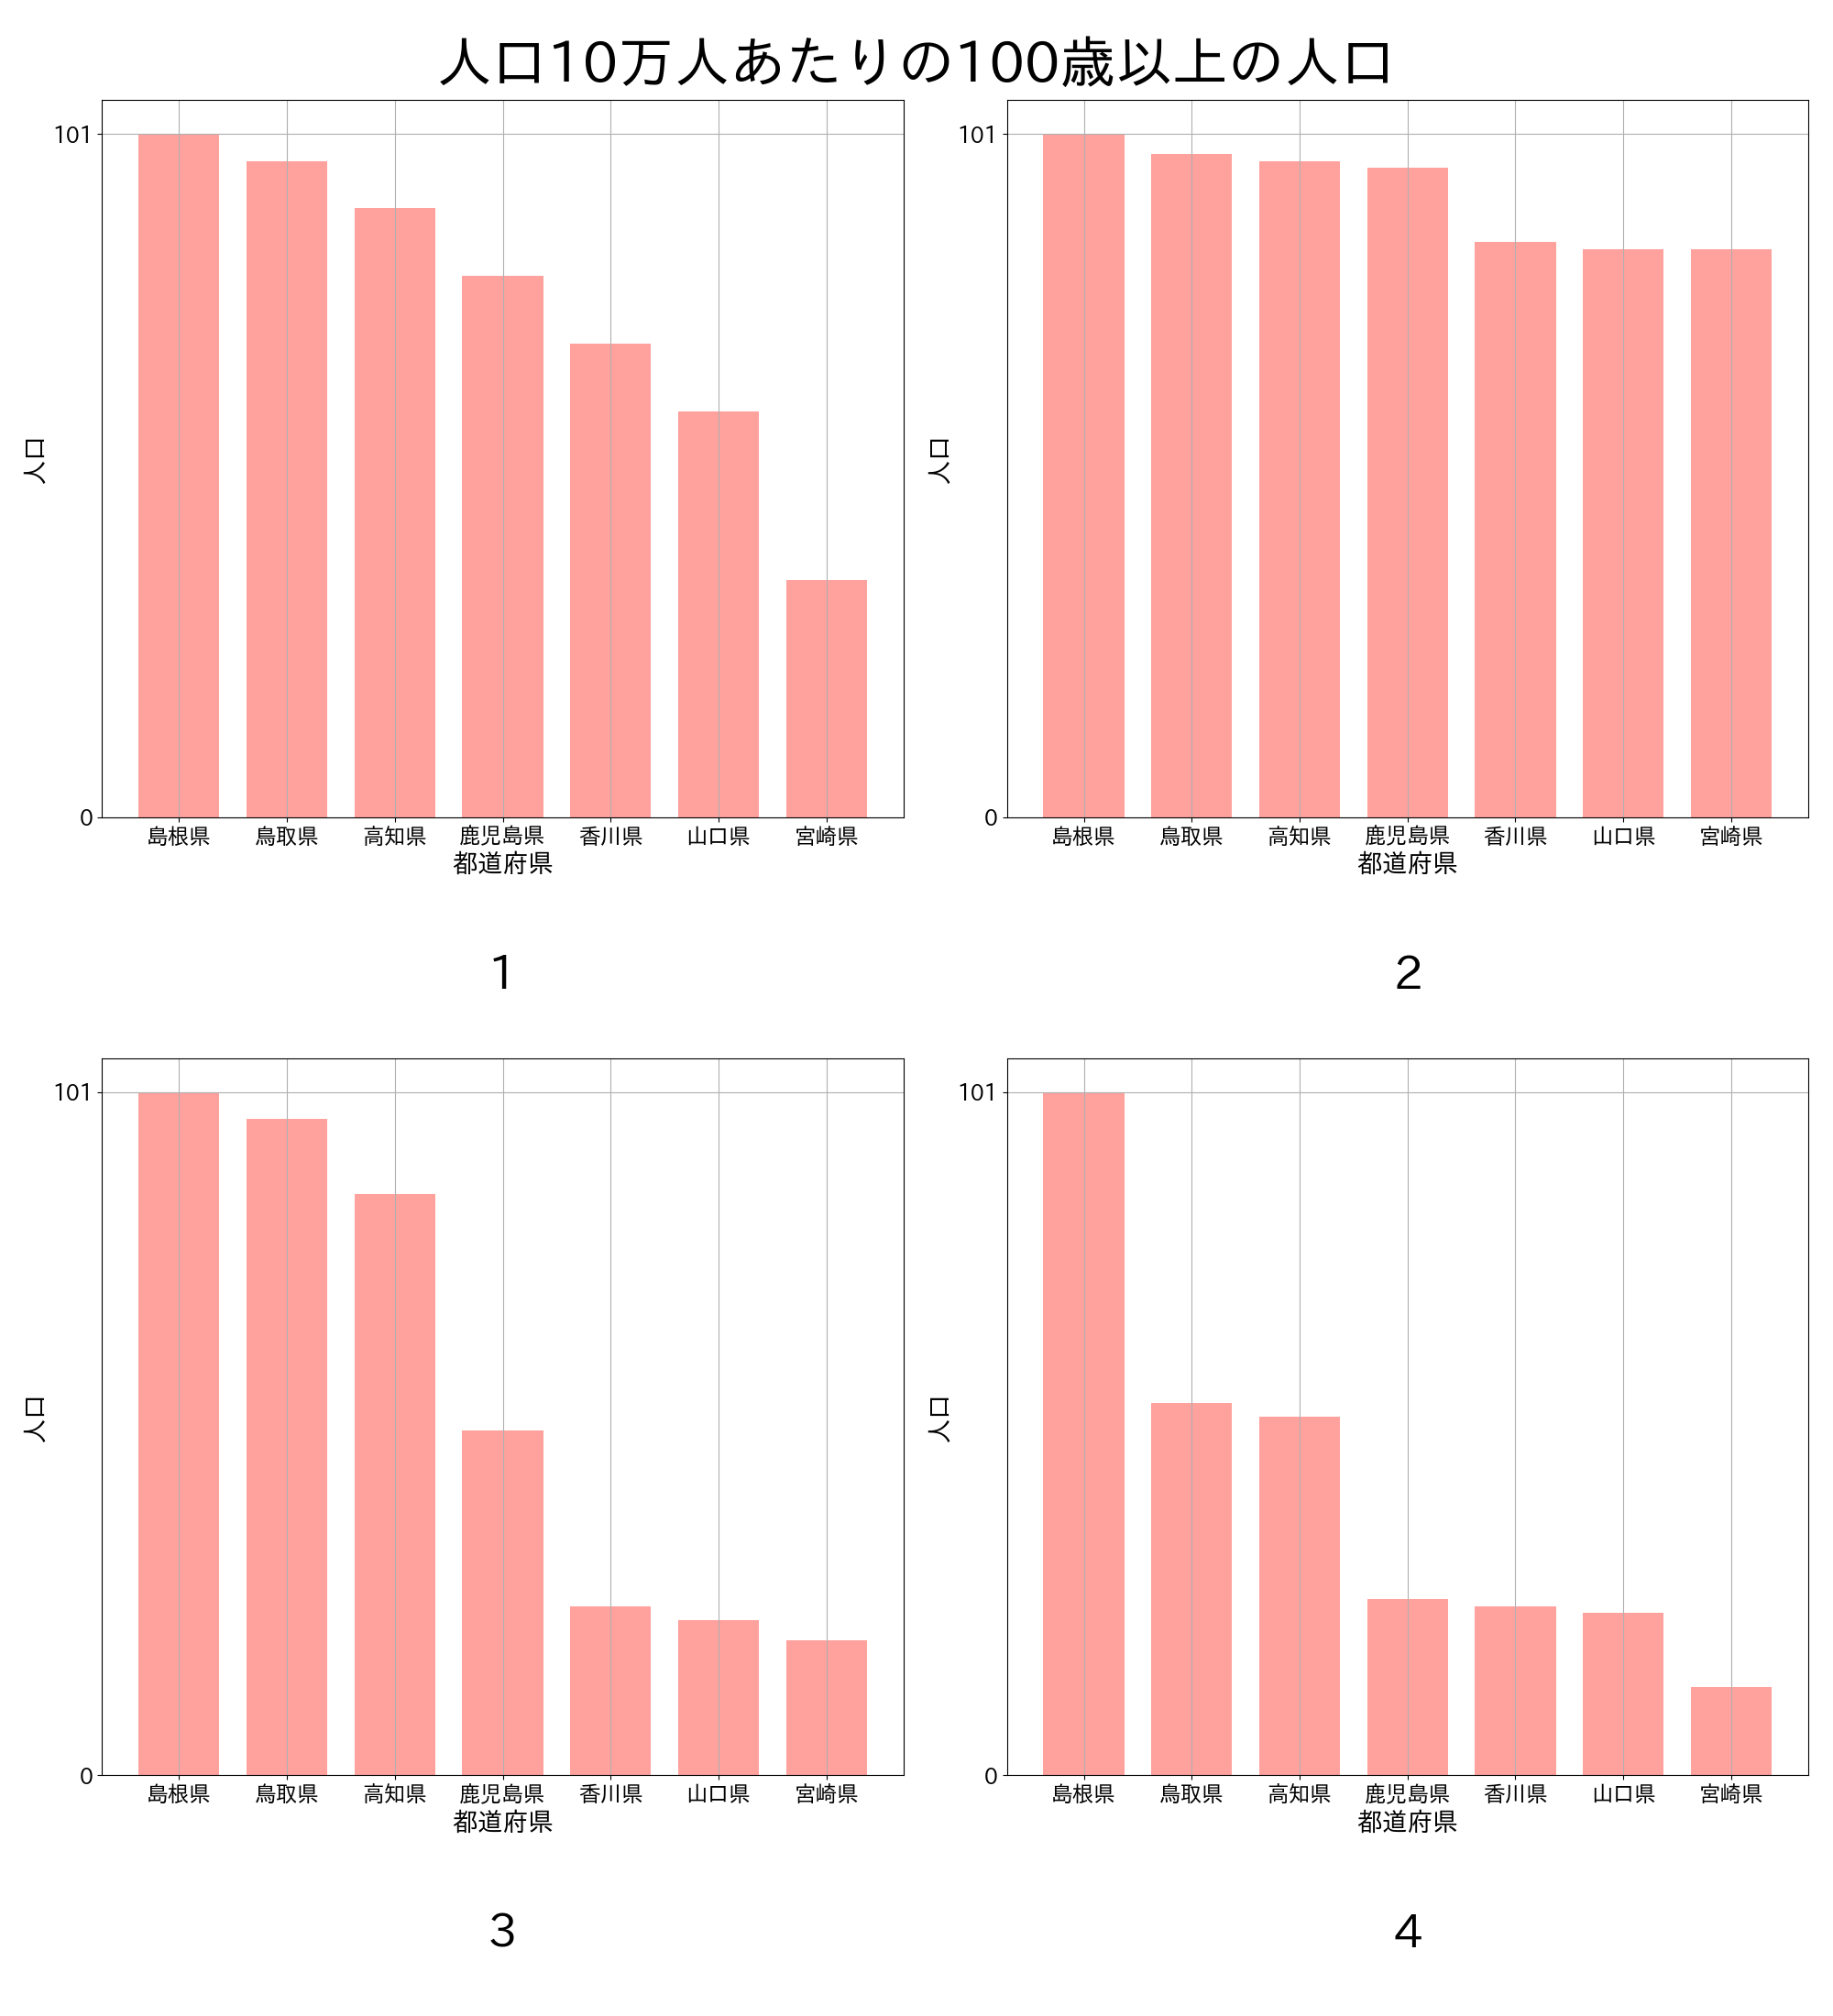 人口10万人あたりの100歳以上の人口
人口
101
0
島根県 鳥取県 高知県 鹿児島県 香川県 山口県 宮崎県
都道府県
1
人口
101
0
島根県 鳥取県 高知県 鹿児島県 香川県 山口県 宮崎県
都道府県
2
人口
101
0
島根県 鳥取県 高知県 鹿児島県 香川県 山口県 宮崎県
都道府県
3
人口
101
0
島根県 鳥取県 高知県 鹿児島県 香川県 山口県 宮崎県
都道府県
4